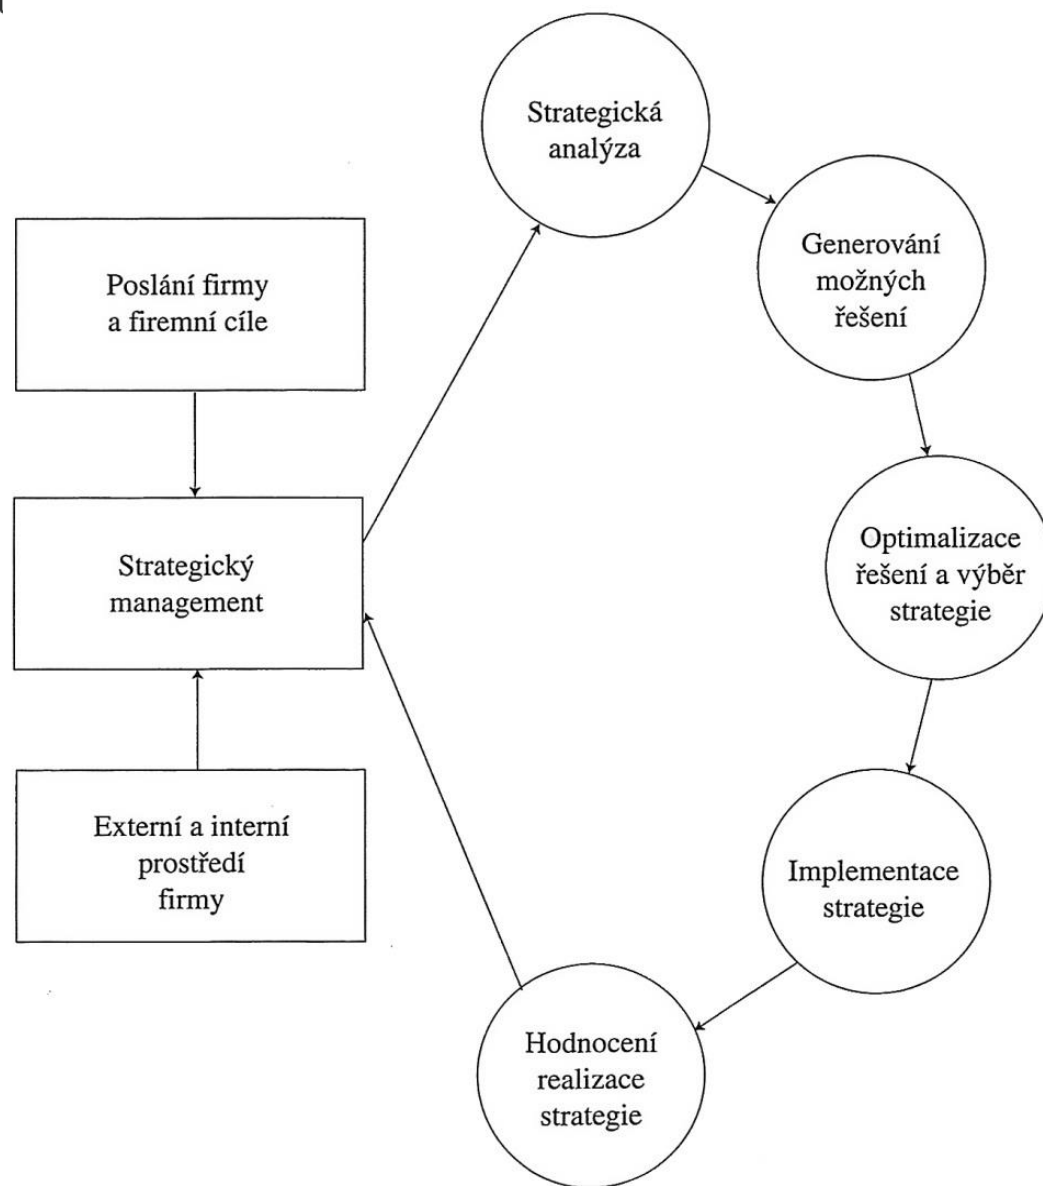 Strategická
analýza
Generování
možných
řešení
Poslání firmy
a firemní cíle
Strategický
management
Optimalizace
řešení a výběr
strategie
Externí a interní
prostředí
firmy
Implementace
strategie
Hodnocení
realizace
strategie